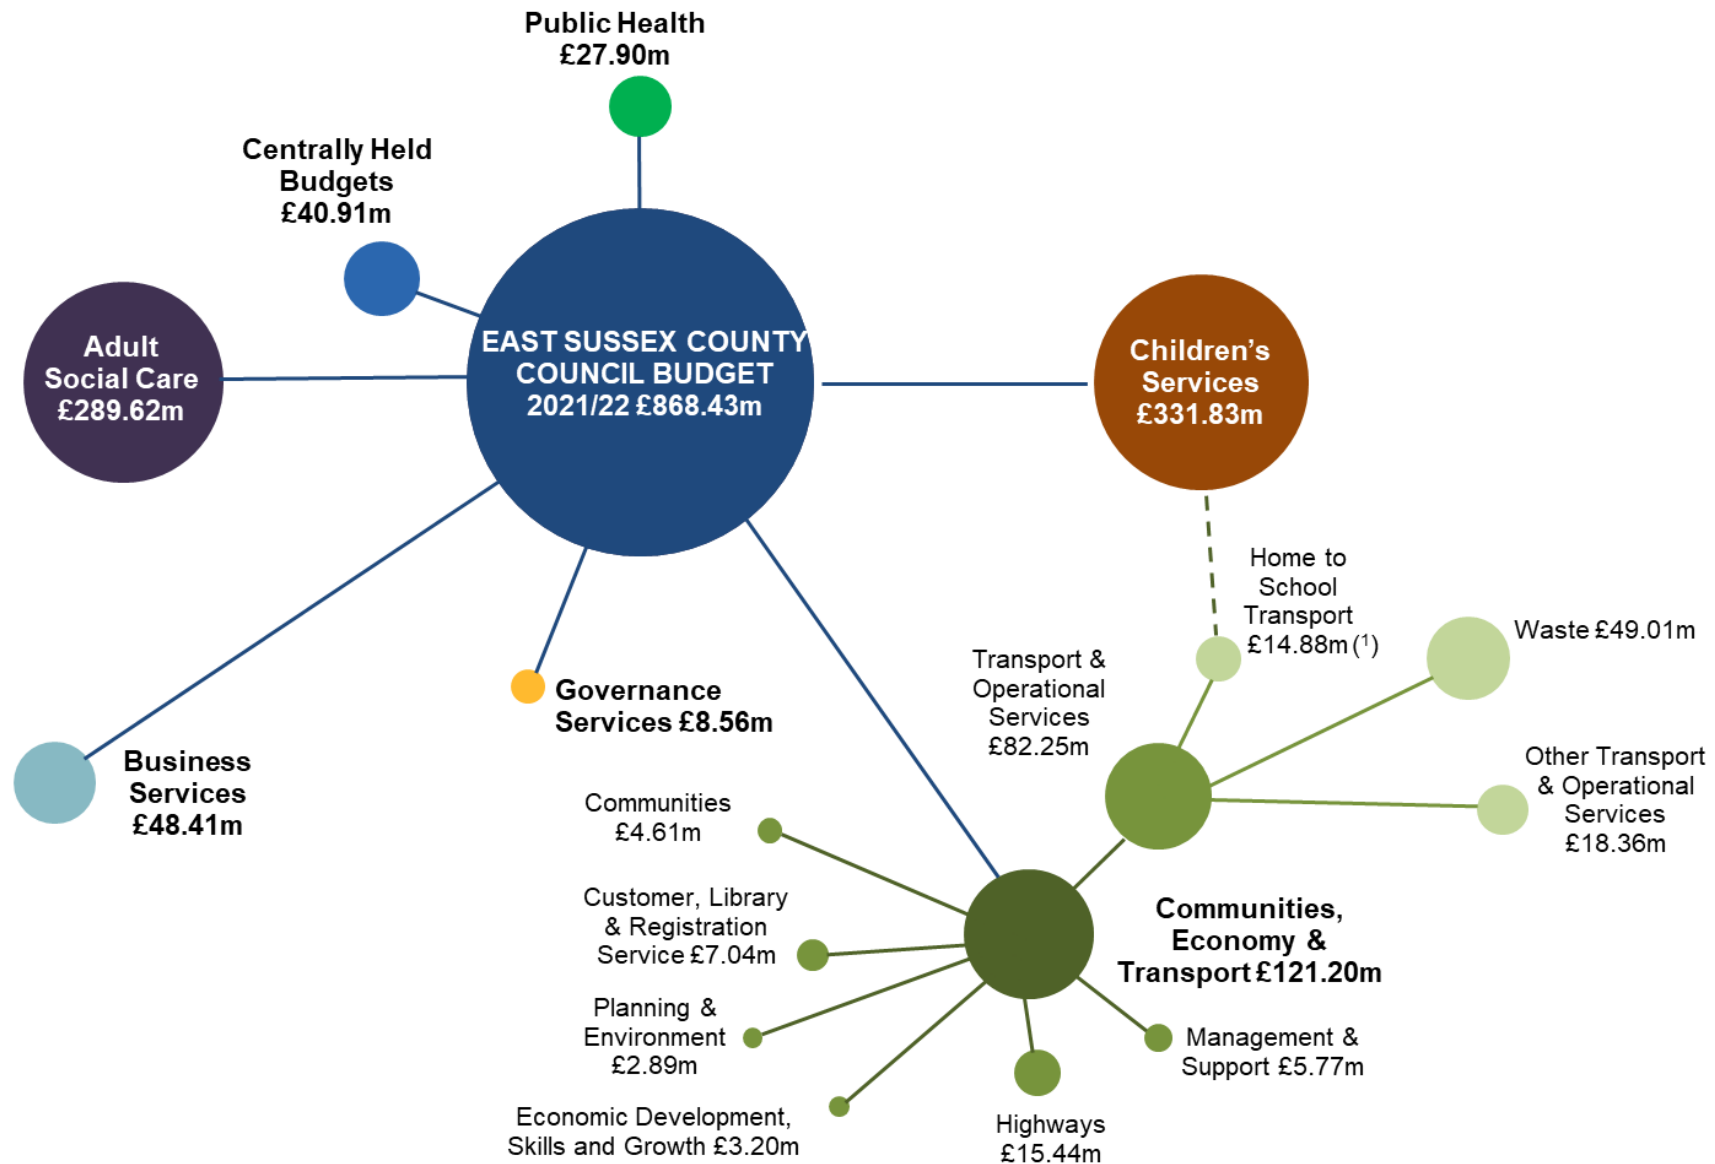 Public Health
£27.90m
Centrally Held
Budgets
£40.91m
Adult
Social Care
£289.62m
EAST SUSSEX COUNTY
COUNCIL BUDGET
2021/22 £868.43m
Children’s
Services
£331.83m
Home to
School
Transport
£14.88m (¹)
Waste £49.01m
Transport &
Operational
Services
£82.25m
Other Transport
& Operational
Services
£18.36m
Governance
Services £8.56m
Business
Services
£48.41m
Communities
£4.61m
Customer, Library
& Registration
Service £7.04m
Communities,
Economy &
Transport £121.20m
Planning &
Environment
£2.89m
Management &
Support £5.77m
Economic Development,
Skills and Growth £3.20m
Highways
£15.44m